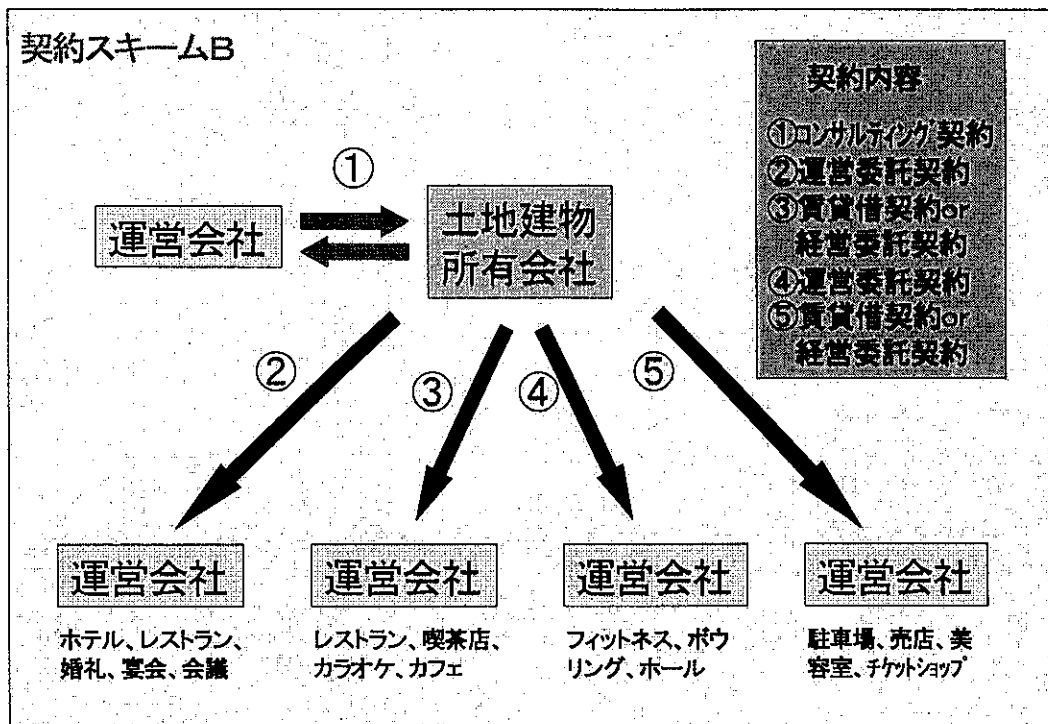 契約スキームB
契約内容
①コンサルティング契約
②運営委託契約
③賃貸借契約or
経営委託契約
④運営委託契約
⑤賃貸借契約or
経営委託契約
①
運営会社
土地建物
所有会社
②
③
④
⑤
運営会社
運営会社
運営会社
運営会社
ホテル、レストラン、
婚礼、宴会、会議
レストラン、喫茶店、
カラオケ、カフェ
フィットネス、ボウ
リング、ホール
駐車場、売店、美
容室、チケットショップ